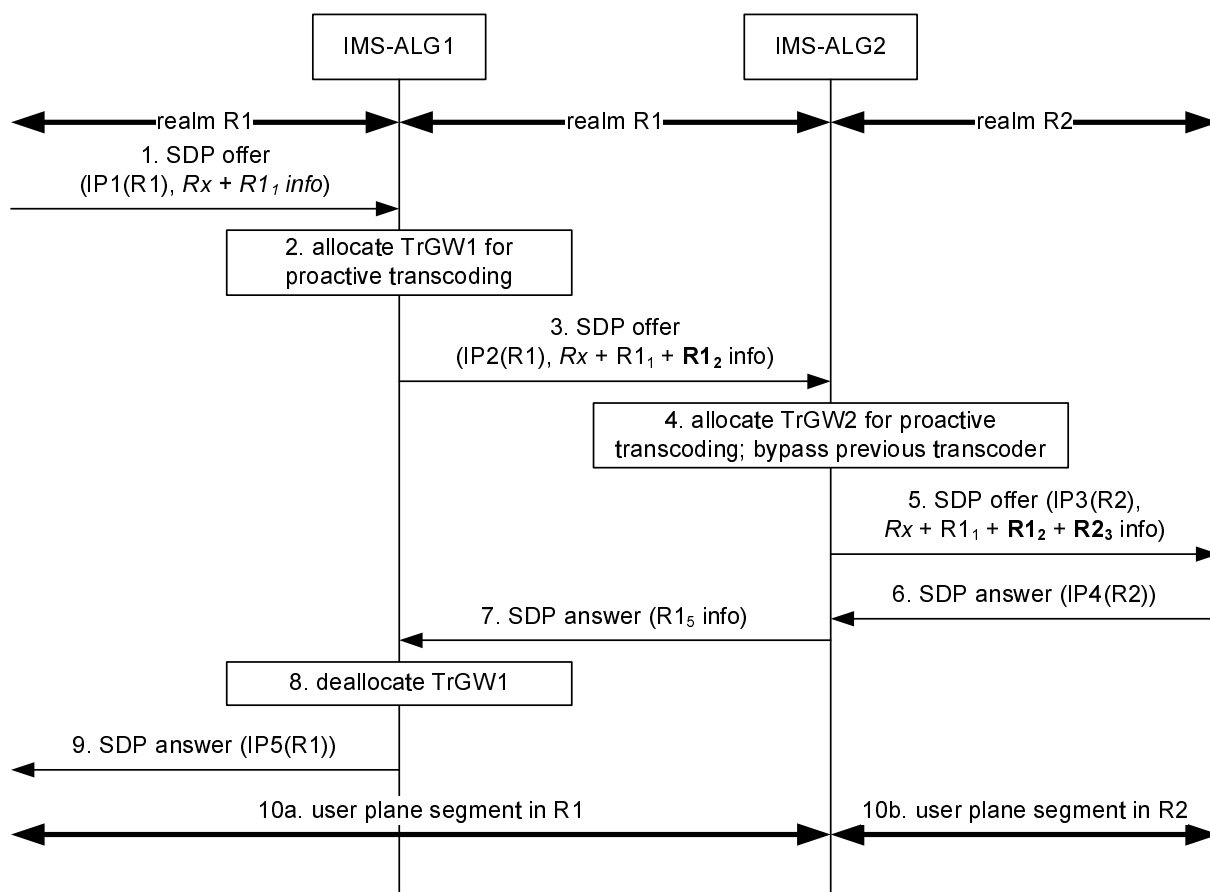 IMS-ALG1
IMS-ALG2
realm R1
realm R1
realm R2
1. SDP offer
(IP1(R1), Rx + R1₁ info)
2. allocate TrGW1 for
proactive transcoding
3. SDP offer
(IP2(R1), Rx + R1₁ + R1₂ info)
4. allocate TrGW2 for proactive
transcoding; bypass previous transcoder
5. SDP offer (IP3(R2),
Rx + R1₁ + R1₂ + R2₃ info)
6. SDP answer (IP4(R2))
7. SDP answer (R1₅ info)
8. deallocate TrGW1
9. SDP answer (IP5(R1))
10a. user plane segment in R1
10b. user plane segment in R2